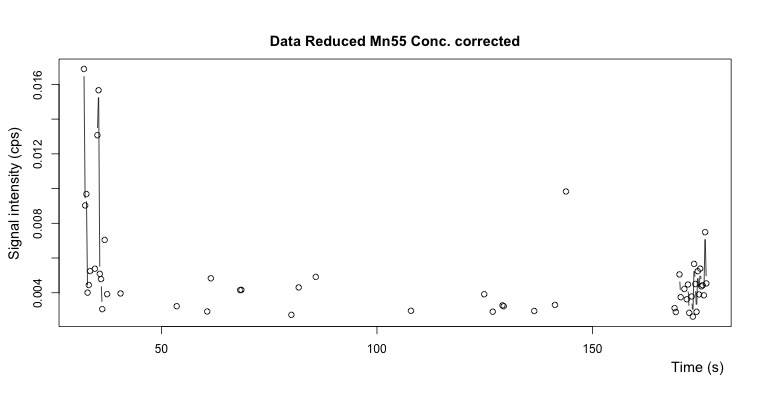 Data Reduced Mn55 Conc. corrected
Signal intensity (cps)
0.016
0.012
0.008
0.004
50 100 150
Time (s)